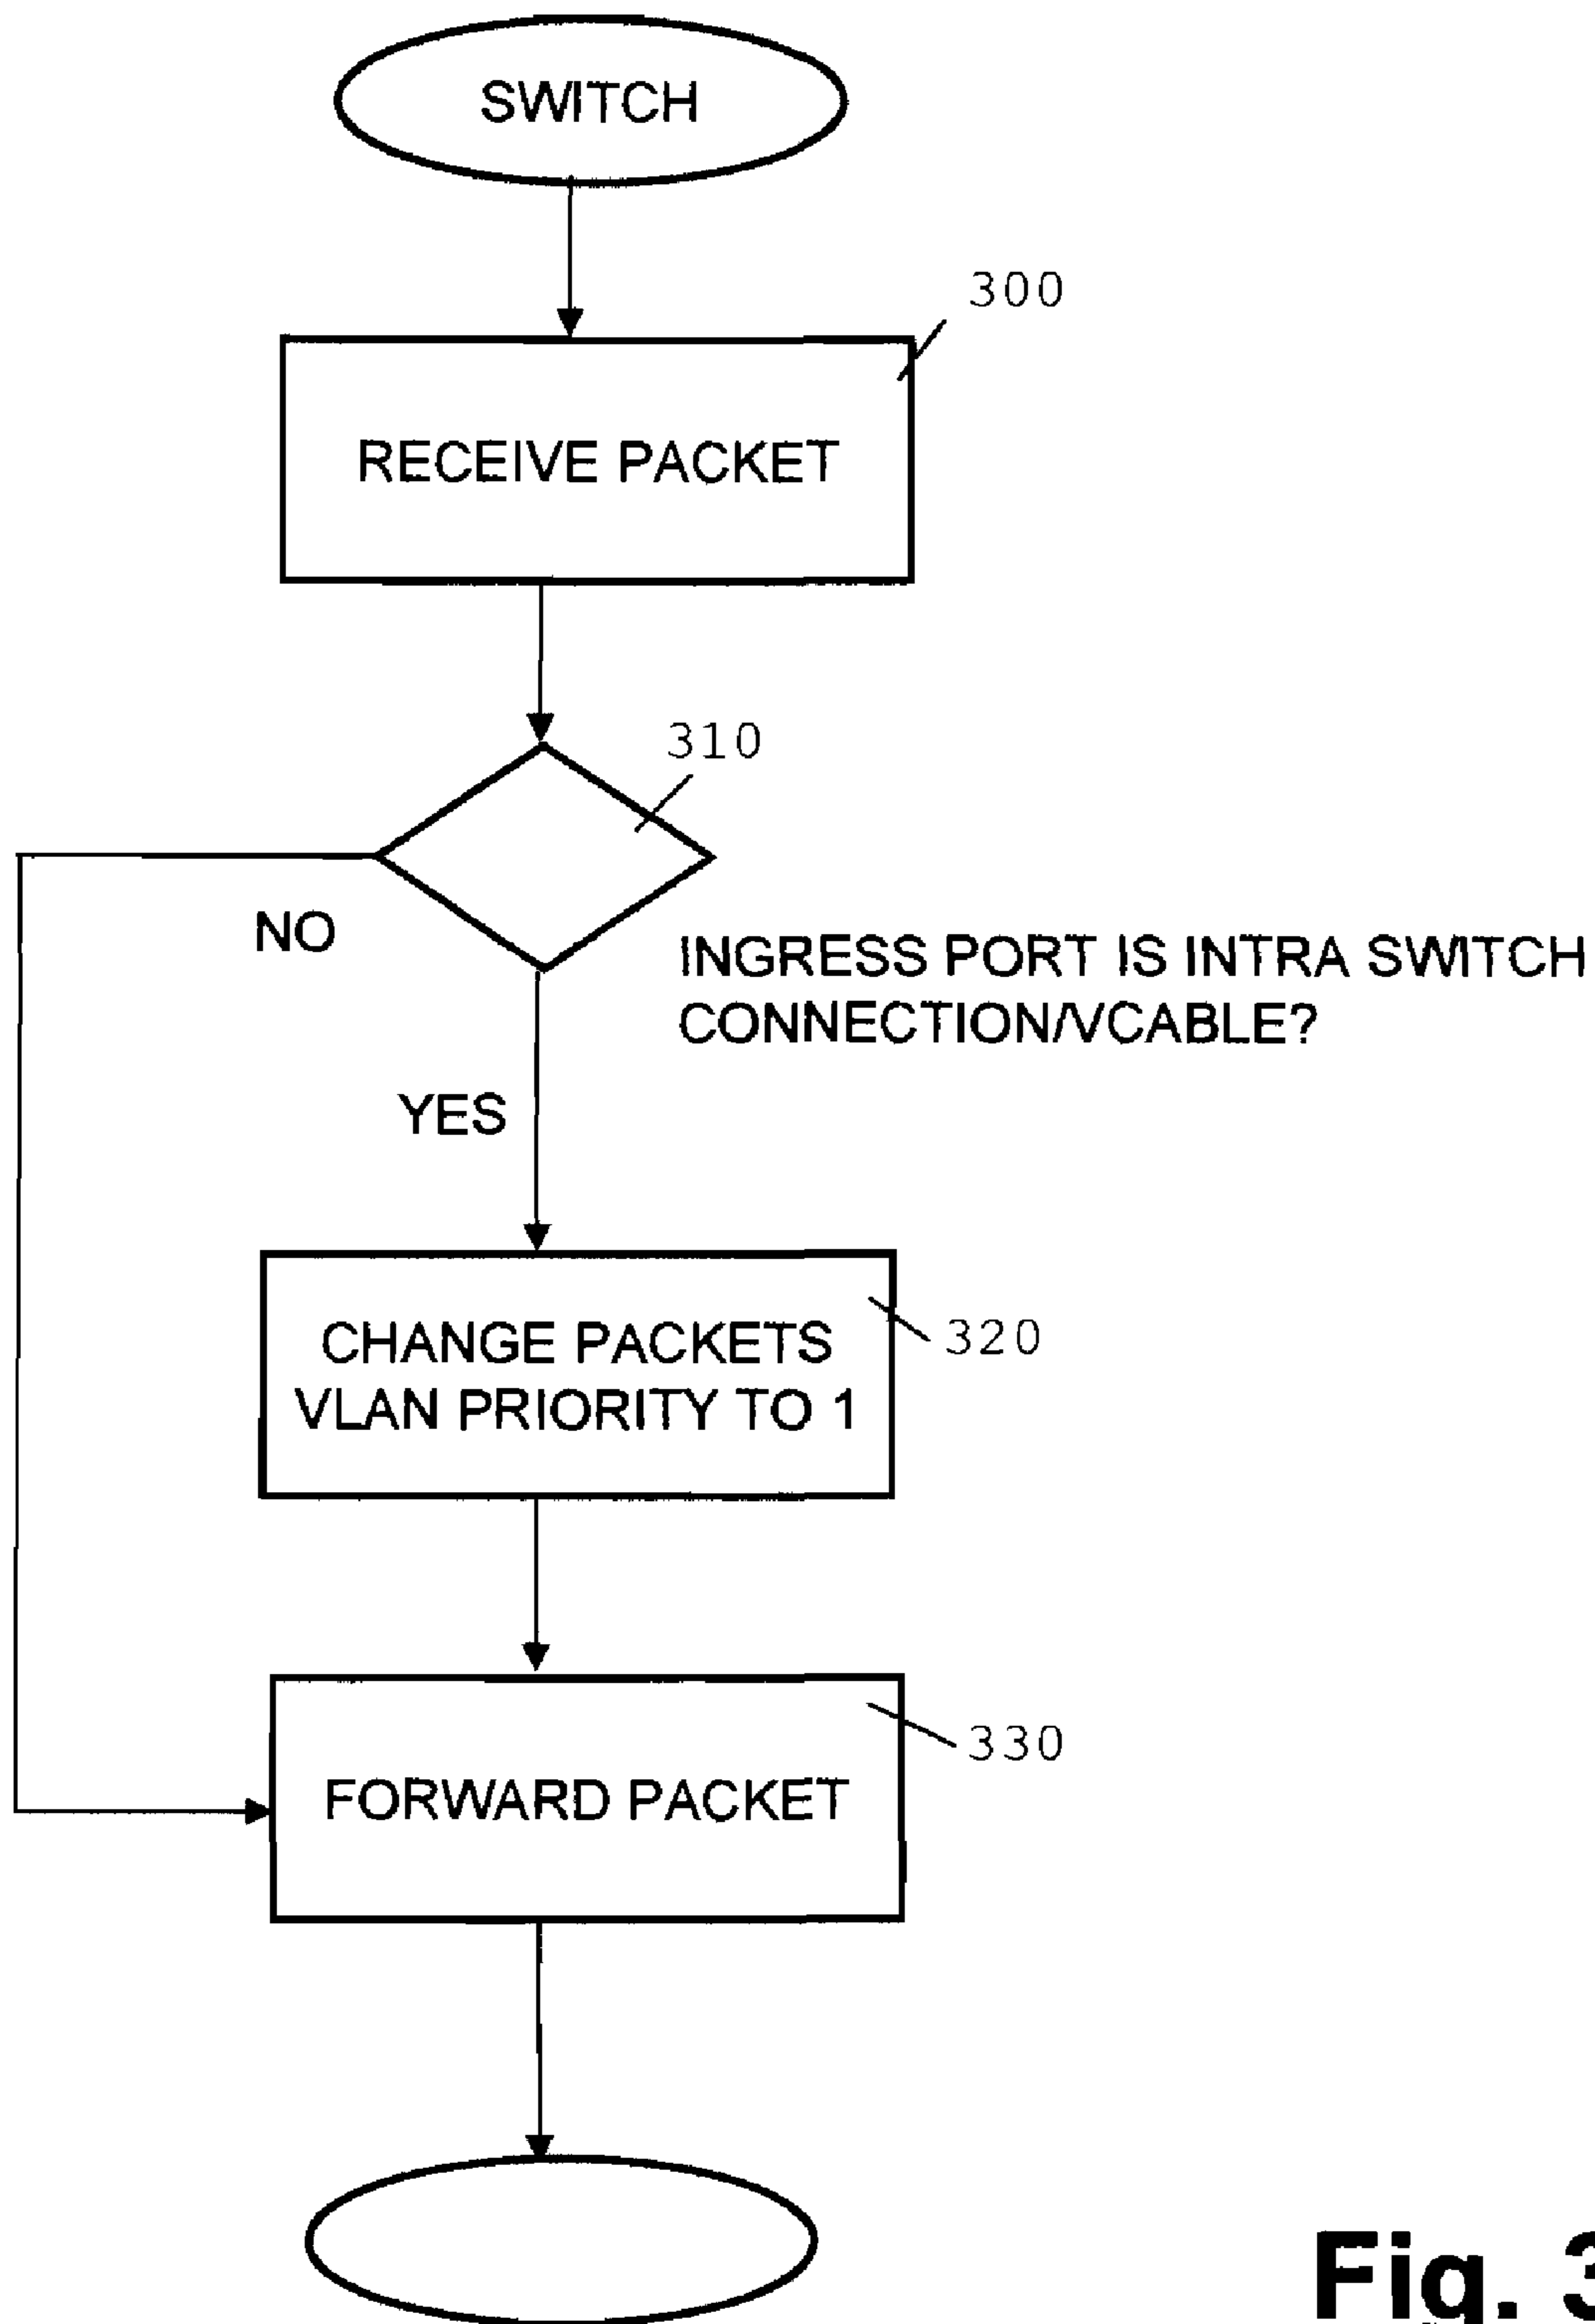 SWITCH
300
RECEIVE PACKET
310
NO
INGRESS PORT IS INTRA SWITCH
CONNECTION/VCABLE?
YES
CHANGE PACKETS
VLAN PRIORITY TO 1
320
330
FORWARD PACKET
Fig. 3